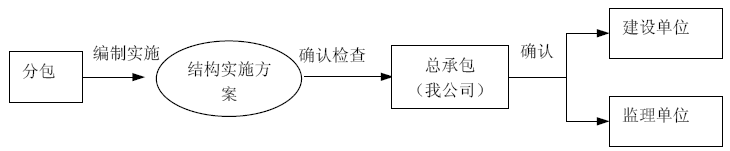 分包
编制实施
结构实施方
案
确认检查
总承包
（我公司）
确认
建设单位
监理单位